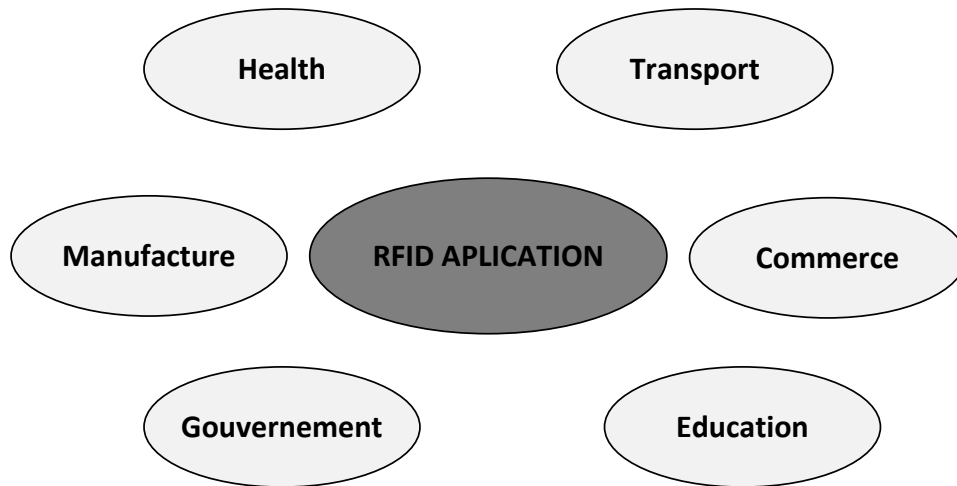 Health
Transport
Manufacture
RFID APLICATION
Commerce
Gouvernement
Education